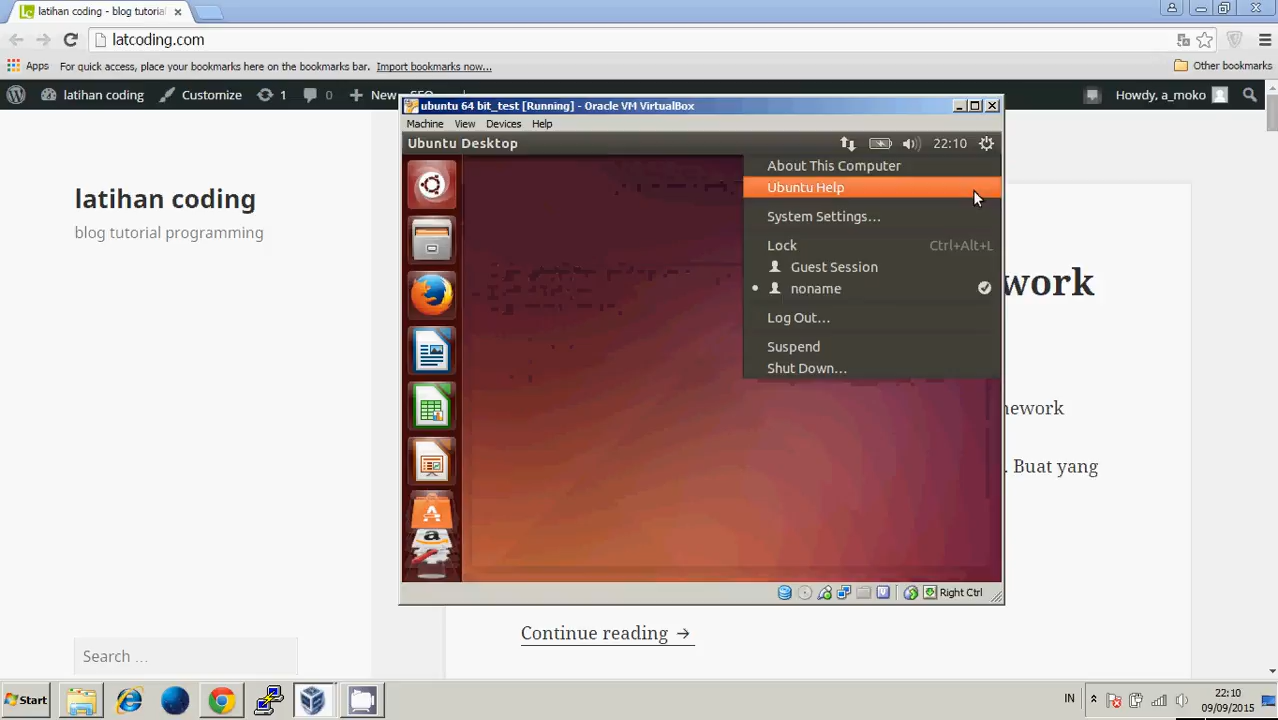 latihan coding - blog tutorial
latcoding.com
Apps
For quick access, place your bookmarks here on the bookmarks bar.
Import bookmarks now...
Other bookmarks
latihan coding
Customize
1
0
New
Howdy, a_moko
latihan coding
blog tutorial programming
work
nework
. Buat yang
Continue reading →
Search …
ubuntu 64 bit_test [Running] - Oracle VM VirtualBox
Machine View Devices Help
Ubuntu Desktop
22:10
About This Computer
Ubuntu Help
System Settings…
Lock Ctrl+Alt+L
Guest Session
noname
Log Out…
Suspend
Shut Down…
Right Ctrl
Start
IN
22:10
09/09/2015